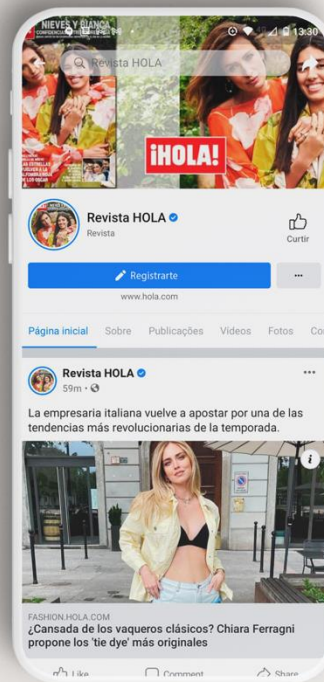 NIEVES Y BIANCA
13:30
Revista HOLA
¡HOLA!
Revista HOLA
Revista
Curtir
Registrarte
www.hola.com
Página inicial Sobre Publicações Vídeos Fotos
Revista HOLA
59m
La empresaria italiana vuelve a apostar por una de las
tendencias más revolucionarias de la temporada.
FASHION.HOLA.COM
¿Cansada de los vaqueros clásicos? Chiara Ferragni
propone los 'tie dye' más originales
Like Comment Share